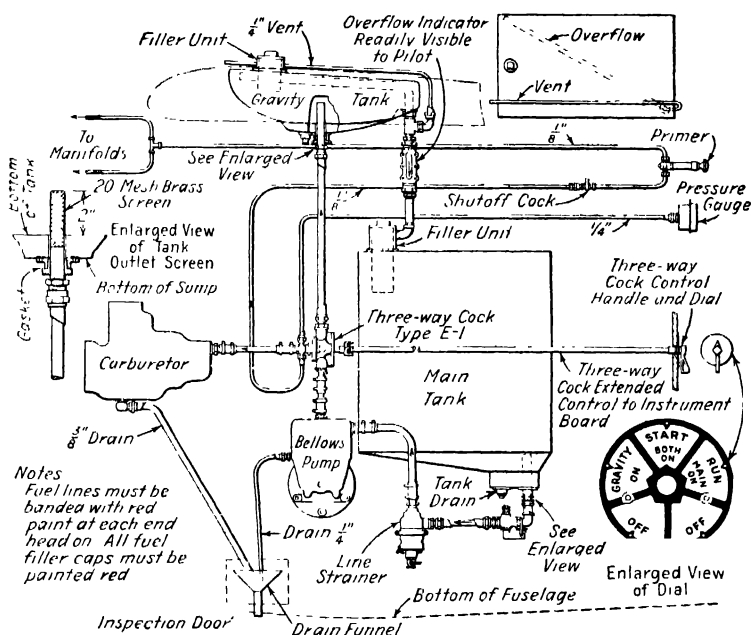 1/4" Vent
Filler Unit
Overflow Indicator
Readily Visible
to Pilot
Overflow
Vent
Gravity Tank
To
Manifolds
See Enlarged
View
1/8"
Primer
20 Mesh Brass
Screen
Bottom
of Tank
1/8
Shutoff Cock
Pressure
Gauge
Enlarged View
of Tank
Outlet Screen
Filler Unit
1/4"
Gasket
Bottom of Sump
Three-way
Cock Control
Handle and Dial
Three-way Cock
Type E-1
Carburetor
Main
Tank
Three-way
Cock Extended
Control to Instrument
Board
3/8" Drain
Bellows
Pump
START
BOTH
ON
GRAVITY
ON
RUN
MAIN
ON
OFF
OFF
Notes
Fuel lines must be
banded with red
paint at each end
head on. All fuel
filler caps must be
painted red
Tank
Drain
Drain 1/4"
Line
Strainer
See
Enlarged
View
Enlarged View
of Dial
Bottom of Fuselage
Inspection Door
Drain Funnel